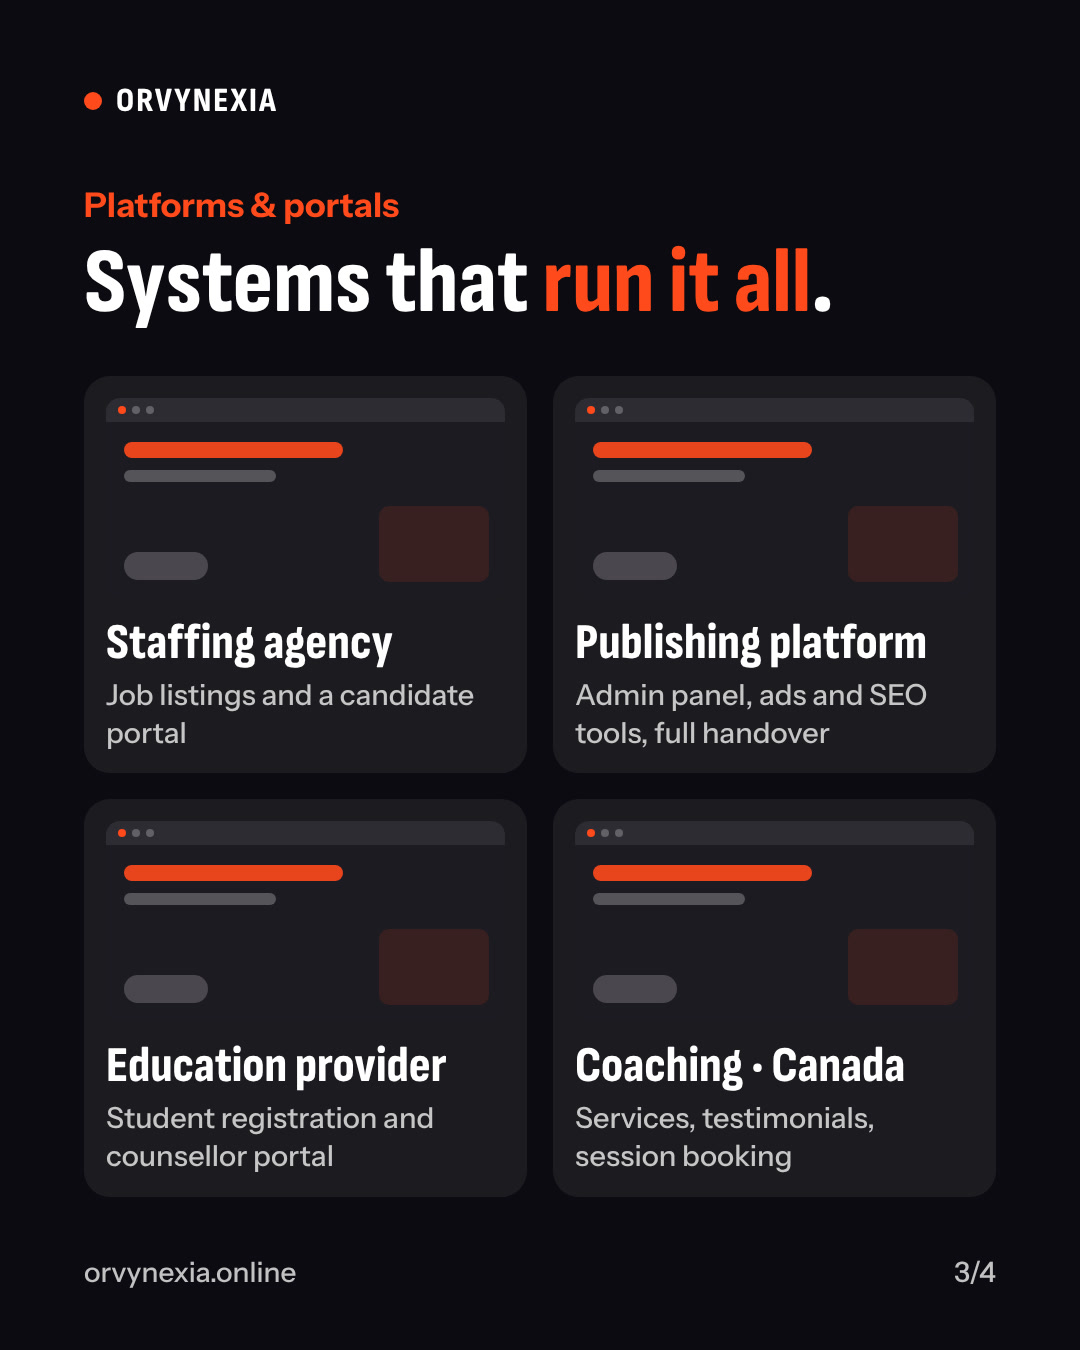 ORVYNEXIA
Platforms & portals
Systems that run it all.
Staffing agency
Job listings and a candidate
portal
Publishing platform
Admin panel, ads and SEO
tools, full handover
Education provider
Student registration and
counsellor portal
Coaching · Canada
Services, testimonials,
session booking
orvynexia.online
3/4